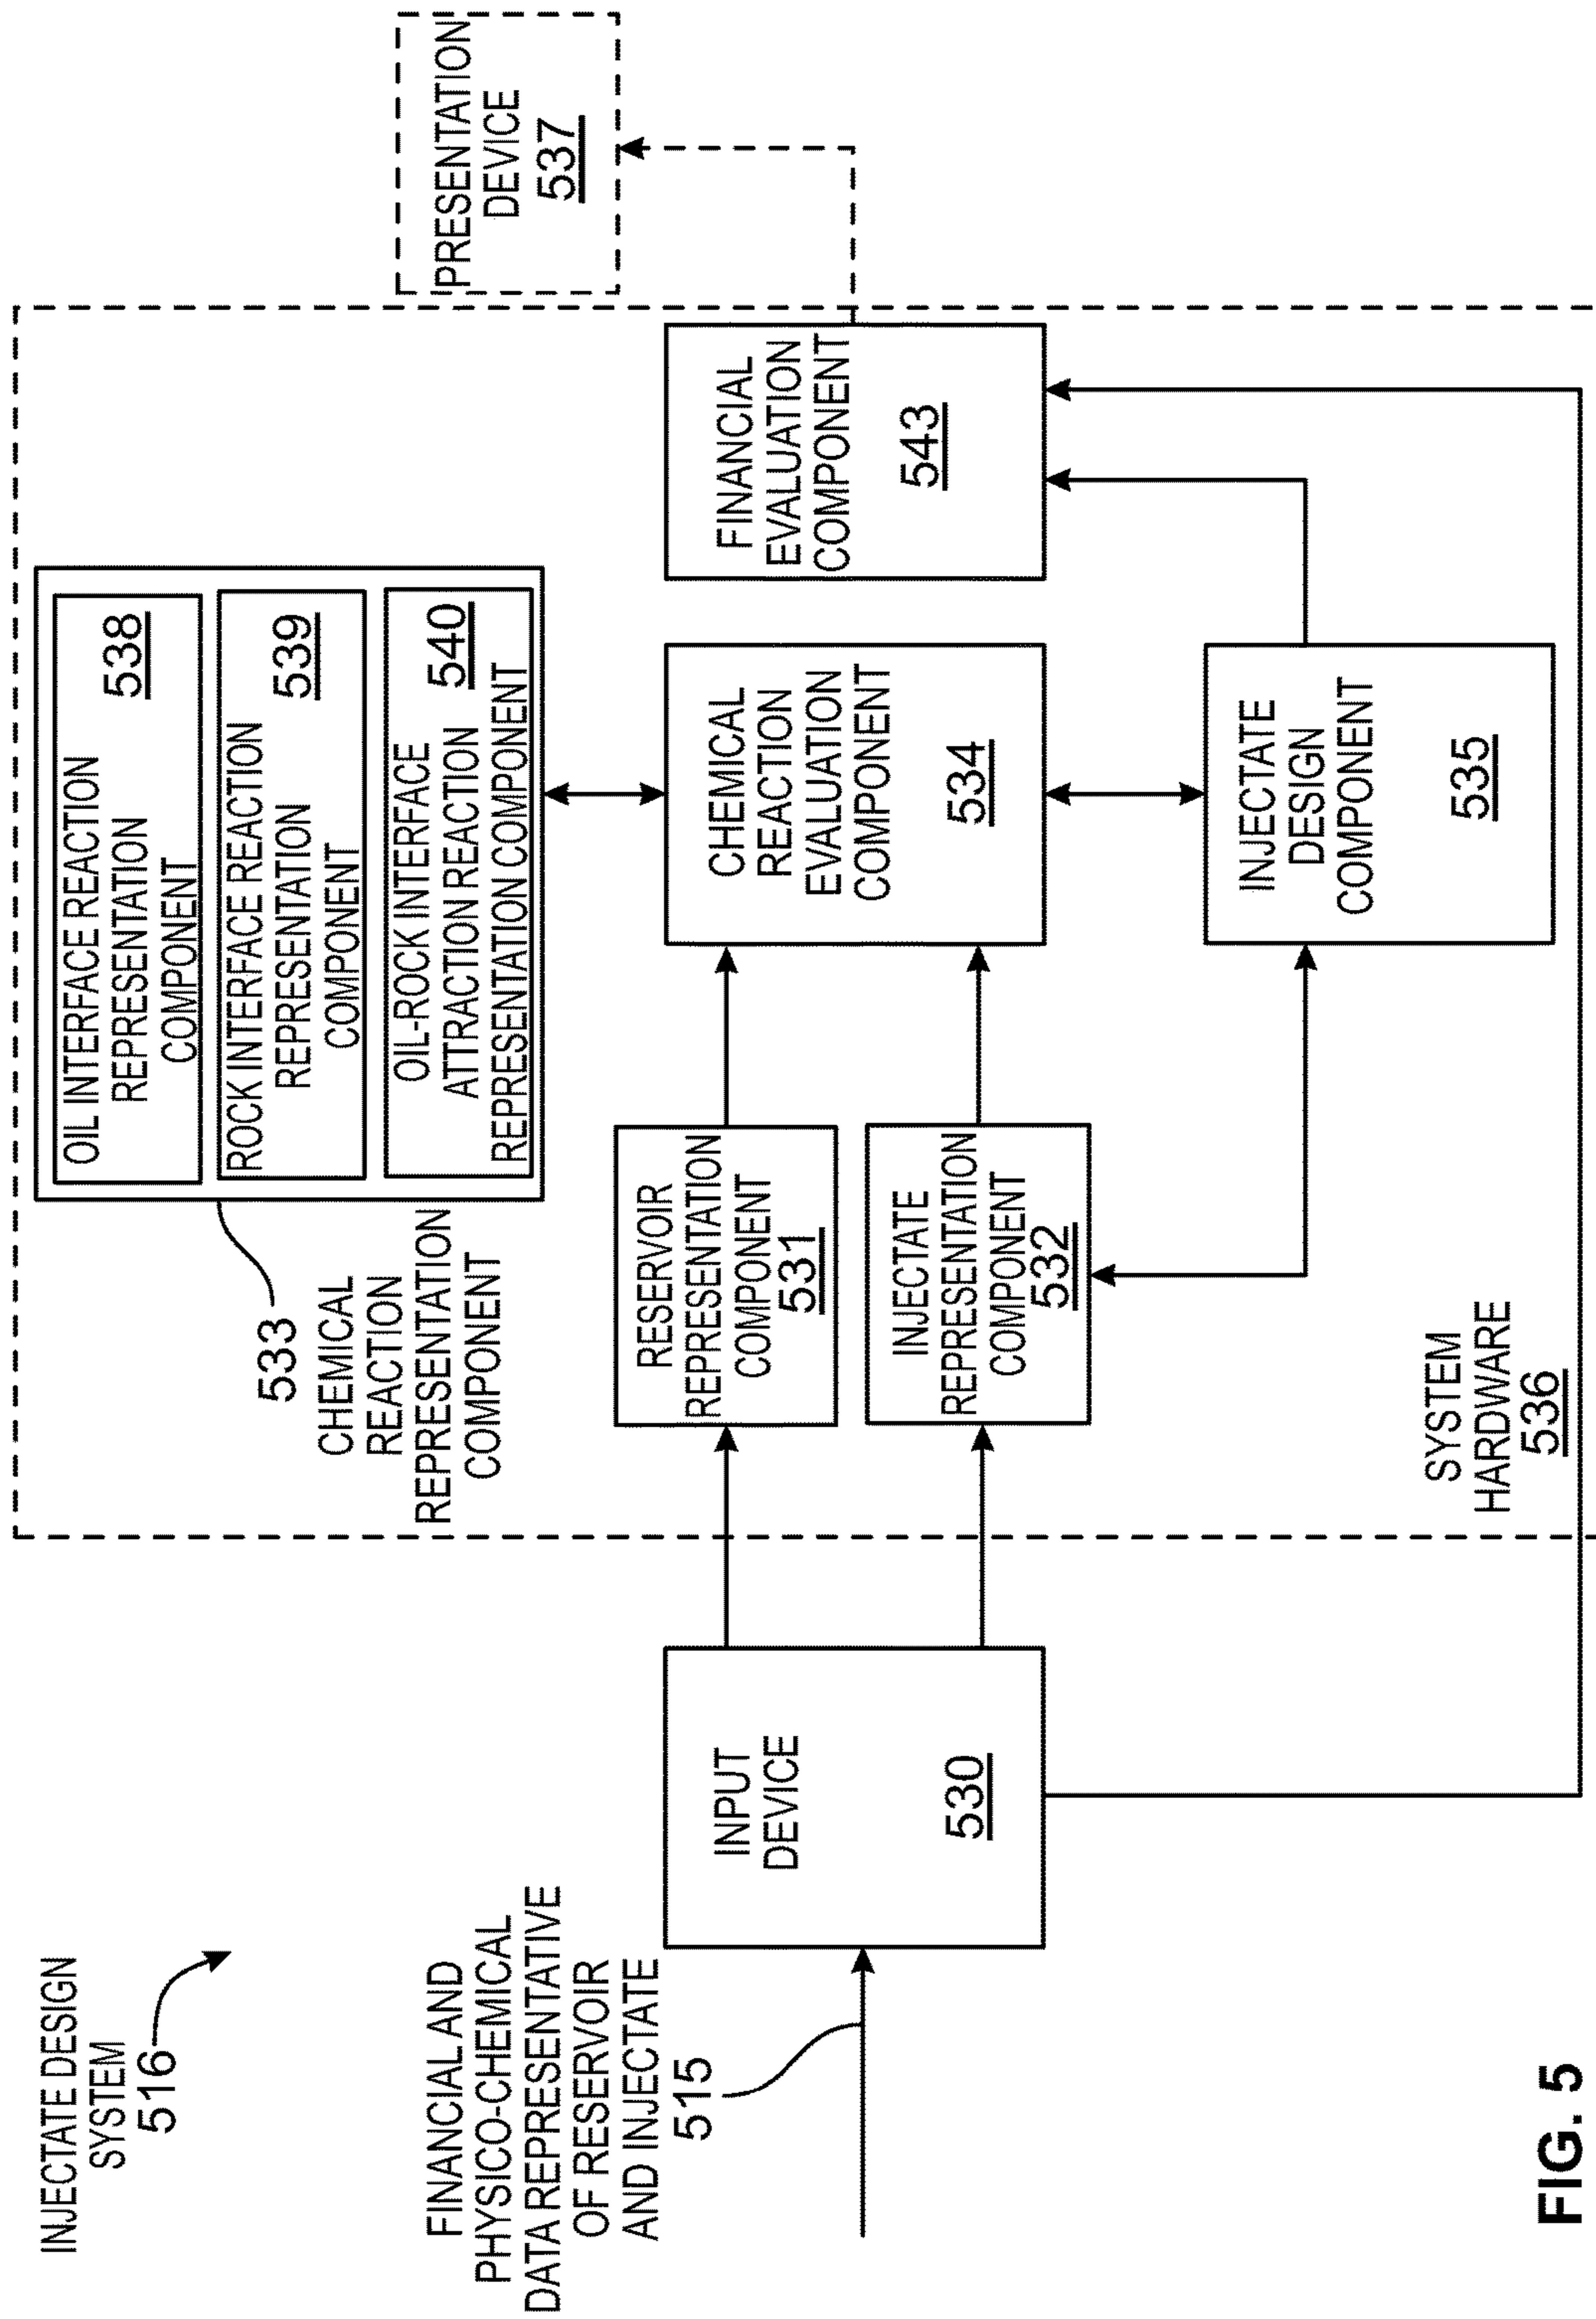 INJECTATE DESIGN
SYSTEM
516
FINANCIAL AND
PHYSICO-CHEMICAL
DATA REPRESENTATIVE
OF RESERVOIR
AND INJECTATE
515
INPUT
DEVICE
530
533
CHEMICAL
REACTION
REPRESENTATION
COMPONENT
OIL INTERFACE REACTION
REPRESENTATION
COMPONENT
538
ROCK INTERFACE REACTION
REPRESENTATION
COMPONENT
539
OIL-ROCK INTERFACE
ATTRACTION REACTION
REPRESENTATION COMPONENT
540
RESERVOIR
REPRESENTATION
COMPONENT
531
INJECTATE
REPRESENTATION
COMPONENT
532
CHEMICAL
REACTION
EVALUATION
COMPONENT
534
INJECTATE
DESIGN
COMPONENT
535
FINANCIAL
EVALUATION
COMPONENT
543
SYSTEM
HARDWARE
536
PRESENTATION
DEVICE
537
FIG. 5